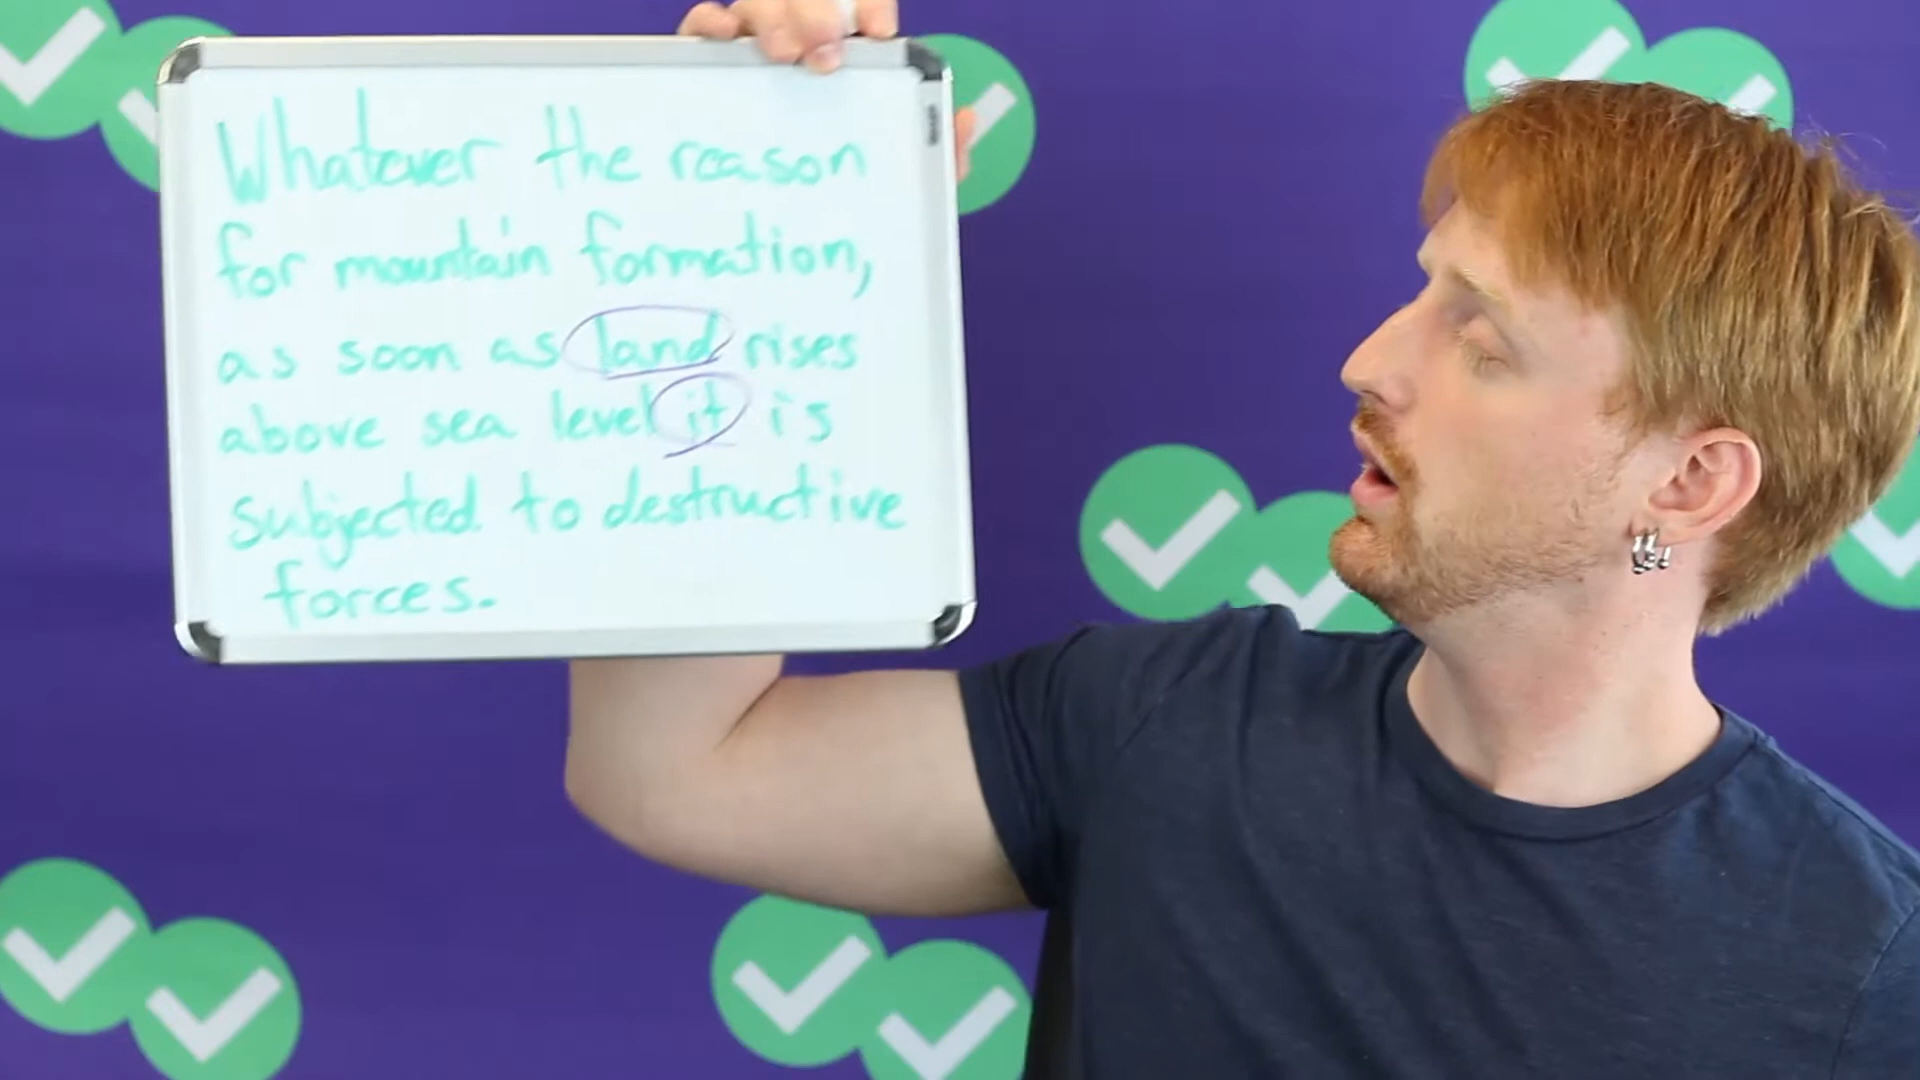 Whatever the reason
for mountain formation,
as soon as land rises
above sea level it is
subjected to destructive
forces.